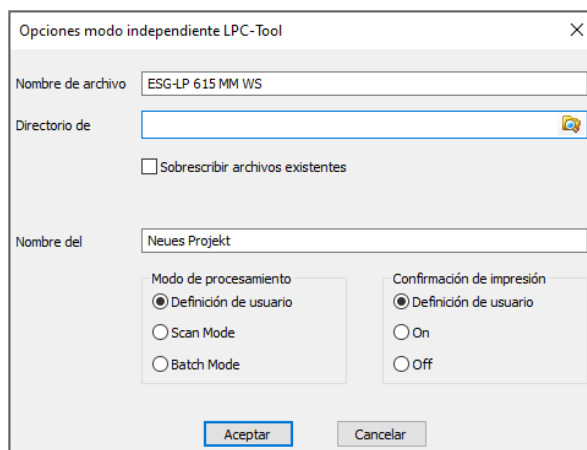 Opciones modo independiente LPC-Tool
Nombre de archivo ESG-LP 615 MM WS
Directorio de
Sobrescribir archivos existentes
Nombre del Neues Projekt
Modo de procesamiento
Definición de usuario
Scan Mode
Batch Mode
Confirmación de impresión
Definición de usuario
On
Off
Aceptar Cancelar